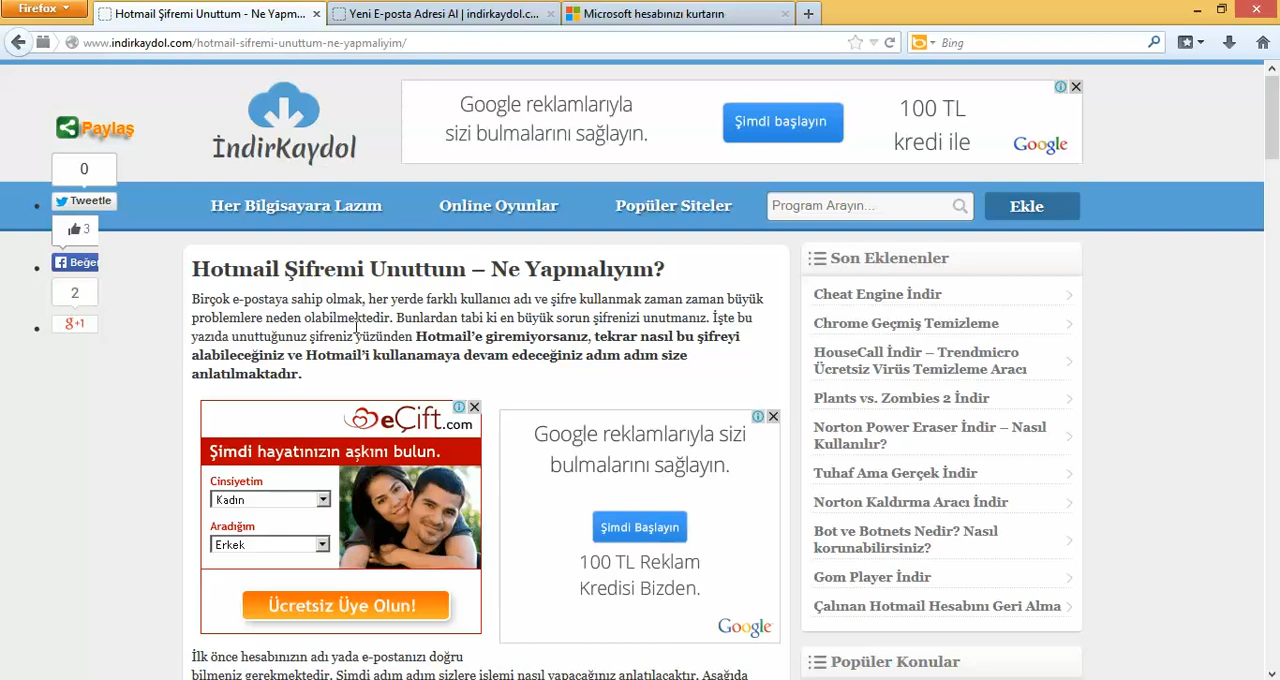 Firefox
Hotmail Şifremi Unuttum - Ne Yapm...
Yeni E-posta Adresi Al | indirkaydol.c...
Microsoft hesabınızı kurtarın
www.indirkaydol.com/hotmail-sifremi-unuttum-ne-yapmaliyim/
Bing
Paylaş
0
Tweetle
3
Beğen
2
g+1
İndirKaydol
Google reklamlarıyla
sizi bulmalarını sağlayın.
Şimdi başlayın
100 TL
kredi ile
Google
Her Bilgisayara Lazım
Online Oyunlar
Popüler Siteler
Program Arayın...
Ekle
Hotmail Şifremi Unuttum – Ne Yapmalıyım?
Birçok e-postaya sahip olmak, her yerde farklı kullanıcı adı ve şifre kullanmak zaman zaman büyük
problemlere neden olabilmektedir. Bunlardan tabi ki en büyük sorun şifrenizi unutmanız. İşte bu
yazıda unuttuğunuz şifreniz yüzünden Hotmail’e giremiyorsanız, tekrar nasıl bu şifreyi
alabileceğiniz ve Hotmail’i kullanamaya devam edeceğiniz adım adım size
anlatılmaktadır.
eÇift.com
Şimdi hayatınızın aşkını bulun.
Cinsiyetim
Kadın
Aradığım
Erkek
Ücretsiz Üye Olun!
Google reklamlarıyla sizi
bulmalarını sağlayın.
Şimdi Başlayın
100 TL Reklam
Kredisi Bizden.
Google
İlk önce hesabınızın adı yada e-postanızı doğru
bilmeniz gerekmektedir. Şimdi adım adım sizlere işlemi nasıl yapacağınız anlatılacaktır. Aşağıda
Son Eklenenler
Cheat Engine İndir
Chrome Geçmiş Temizleme
HouseCall İndir – Trendmicro
Ücretsiz Virüs Temizleme Aracı
Plants vs. Zombies 2 İndir
Norton Power Eraser İndir – Nasıl
Kullanılır?
Tuhaf Ama Gerçek İndir
Norton Kaldırma Aracı İndir
Bot ve Botnets Nedir? Nasıl
korunabilirsiniz?
Gom Player İndir
Çalınan Hotmail Hesabını Geri Alma
Popüler Konular